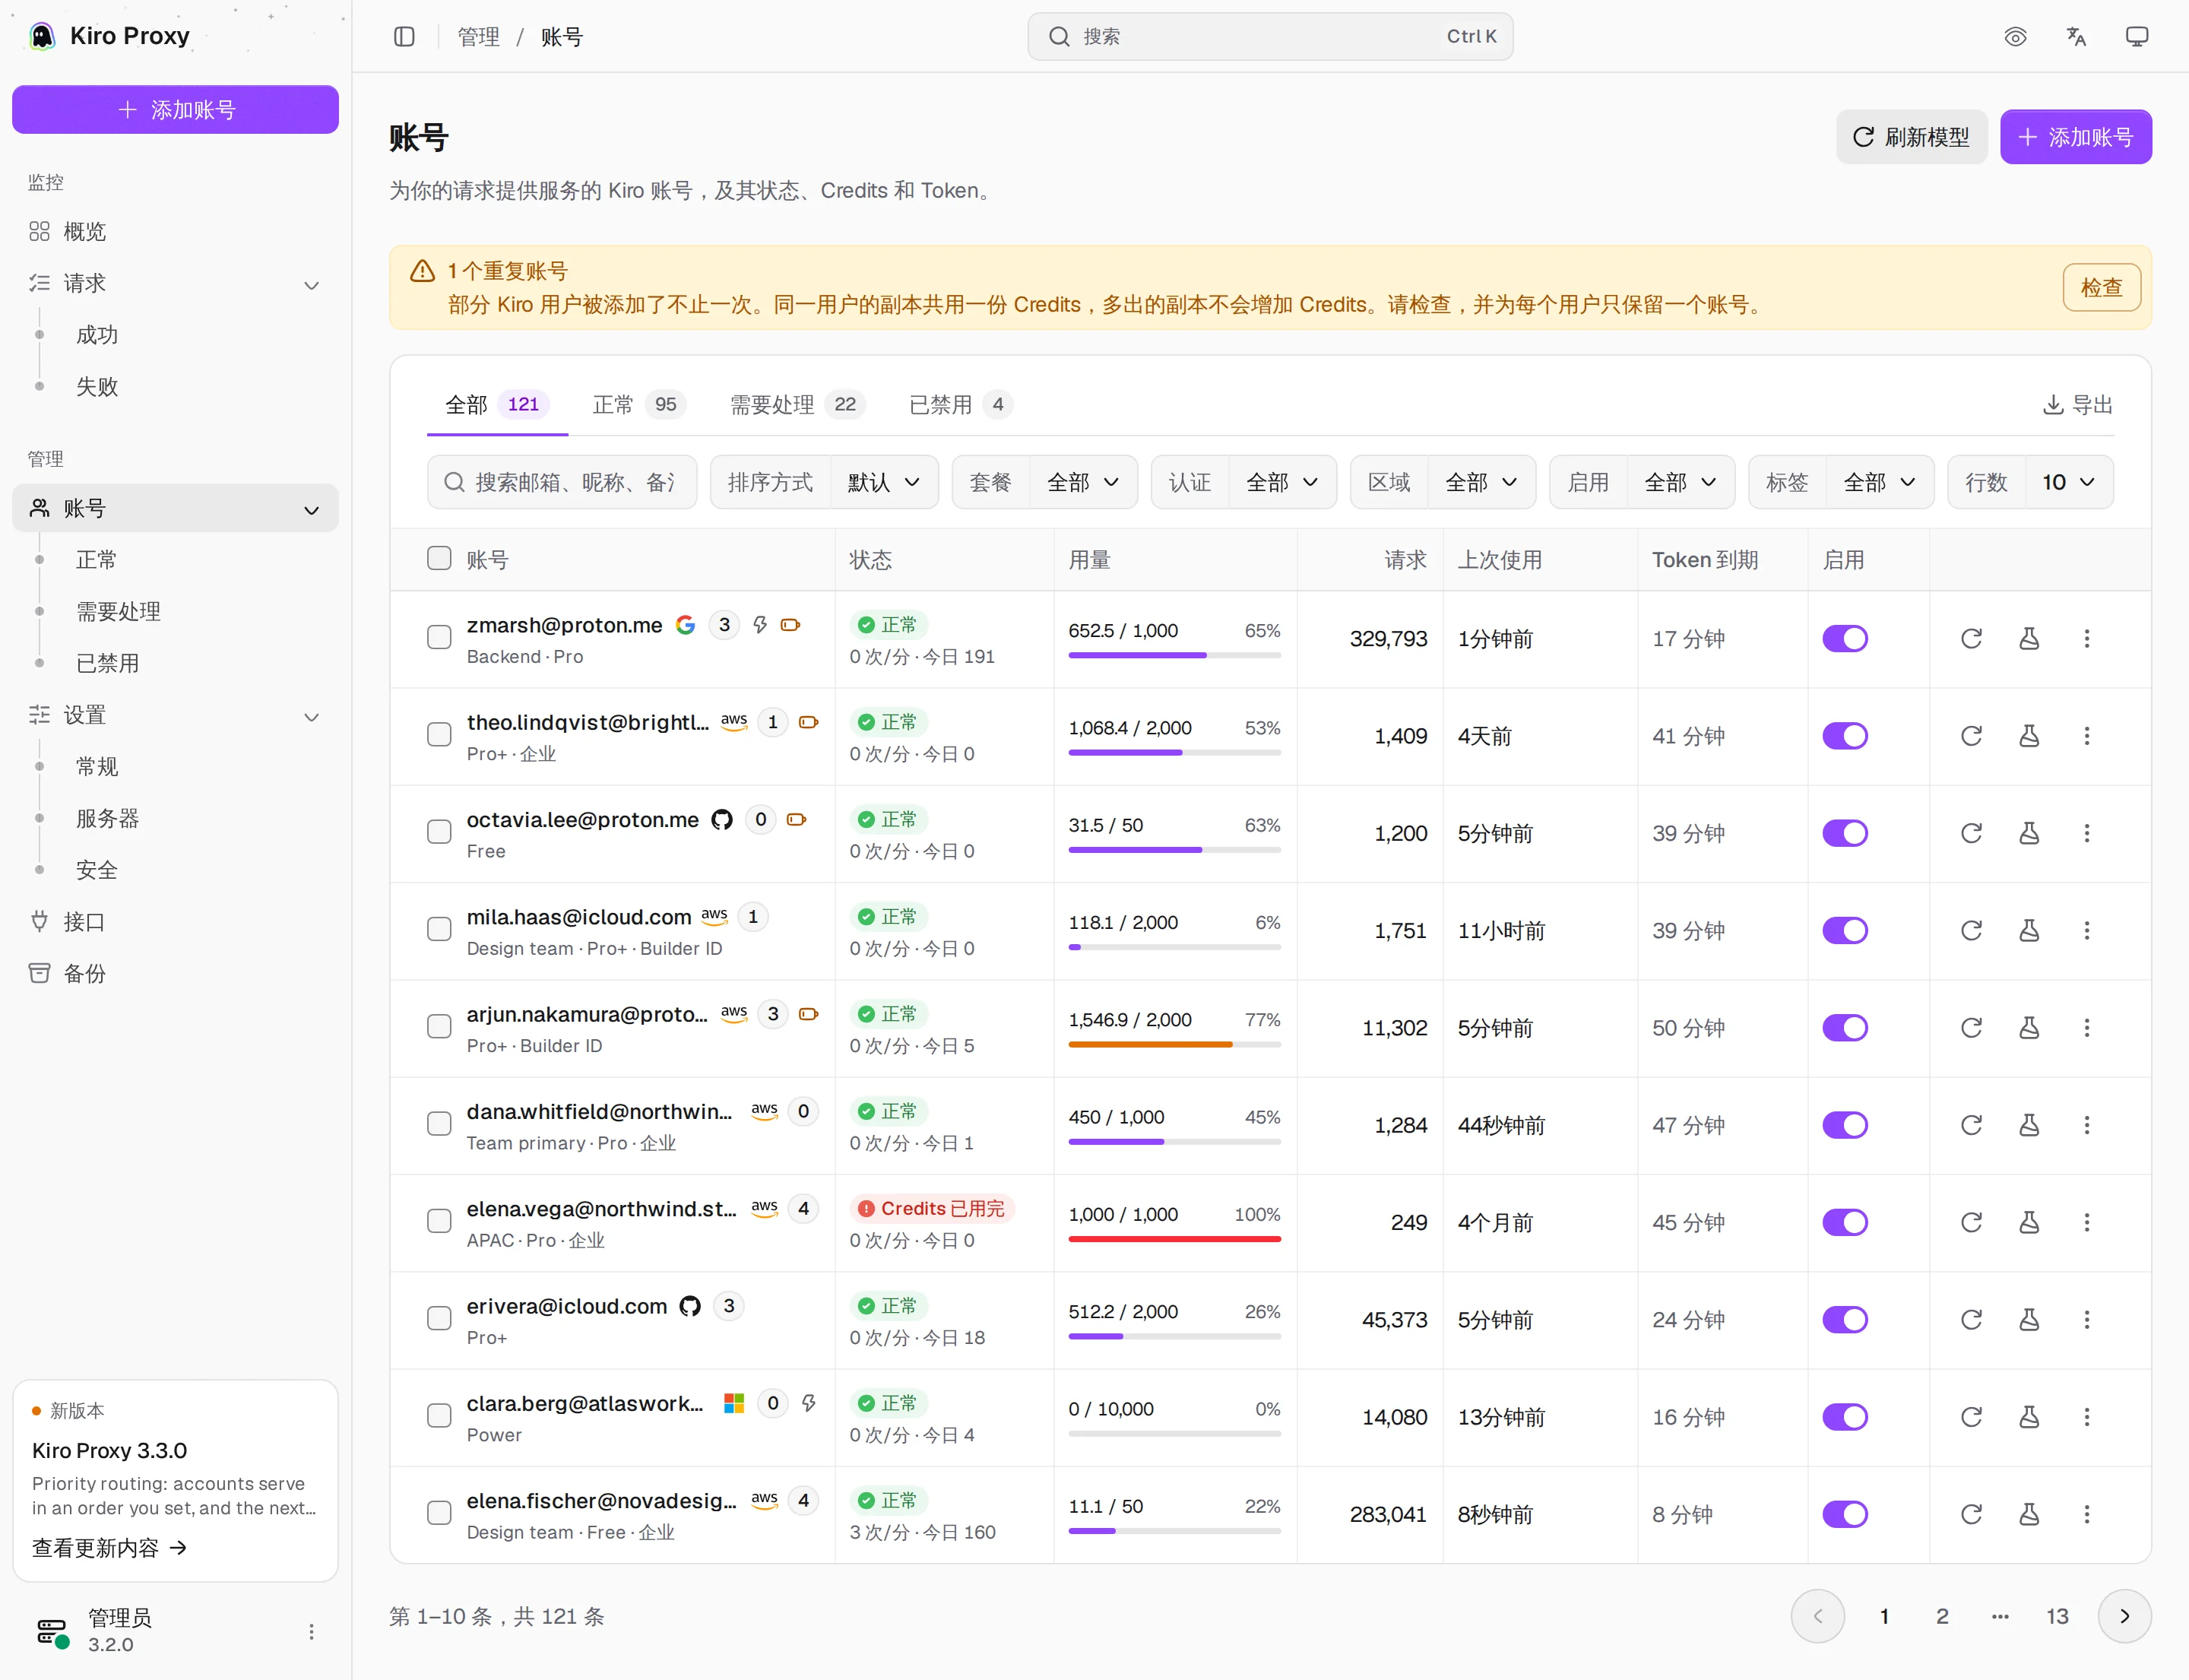 Kiro Proxy
添加账号
监控
概览
请求
成功
失败
管理
账号
正常
需要处理
已禁用
设置
常规
服务器
安全
接口
备份
新版本
Kiro Proxy 3.3.0
Priority routing: accounts serve
in an order you set, and the next...
查看更新内容
管理员
3.2.0
管理 / 账号
搜索 Ctrl K
账号
刷新模型
添加账号
为你的请求提供服务的 Kiro 账号，及其状态、Credits 和 Token。
1 个重复账号
部分 Kiro 用户被添加了不止一次。同一用户的副本共用一份 Credits，多出的副本不会增加 Credits。请检查，并为每个用户只保留一个账号。
检查
全部 121 正常 95 需要处理 22 已禁用 4 导出
搜索邮箱、昵称、备 排序方式 默认 套餐 全部 认证 全部 区域 全部 启用 全部 标签 全部 行数 10
账号 状态 用量 请求 上次使用 Token 到期 启用
zmarsh@proton.me 3 正常 652.5 / 1,000 65% 329,793 1分钟前 17 分钟
Backend · Pro 0 次/分 · 今日 191
theo.lindqvist@brightl... aws 1 正常 1,068.4 / 2,000 53% 1,409 4天前 41 分钟
Pro+ · 企业 0 次/分 · 今日 0
octavia.lee@proton.me 0 正常 31.5 / 50 63% 1,200 5分钟前 39 分钟
Free 0 次/分 · 今日 0
mila.haas@icloud.com aws 1 正常 118.1 / 2,000 6% 1,751 11小时前 39 分钟
Design team · Pro+ · Builder ID 0 次/分 · 今日 0
arjun.nakamura@proto... aws 3 正常 1,546.9 / 2,000 77% 11,302 5分钟前 50 分钟
Pro+ · Builder ID 0 次/分 · 今日 5
dana.whitfield@northwin... aws 0 正常 450 / 1,000 45% 1,284 44秒钟前 47 分钟
Team primary · Pro · 企业 0 次/分 · 今日 1
elena.vega@northwind.st... aws 4 Credits 已用完 1,000 / 1,000 100% 249 4个月前 45 分钟
APAC · Pro · 企业 0 次/分 · 今日 0
erivera@icloud.com 3 正常 512.2 / 2,000 26% 45,373 5分钟前 24 分钟
Pro+ 0 次/分 · 今日 18
clara.berg@atlaswork... 0 正常 0 / 10,000 0% 14,080 13分钟前 16 分钟
Power 0 次/分 · 今日 4
elena.fischer@novadesig... aws 4 正常 11.1 / 50 22% 283,041 8秒钟前 8 分钟
Design team · Free · 企业 3 次/分 · 今日 160
第 1–10 条，共 121 条 1 2 ... 13